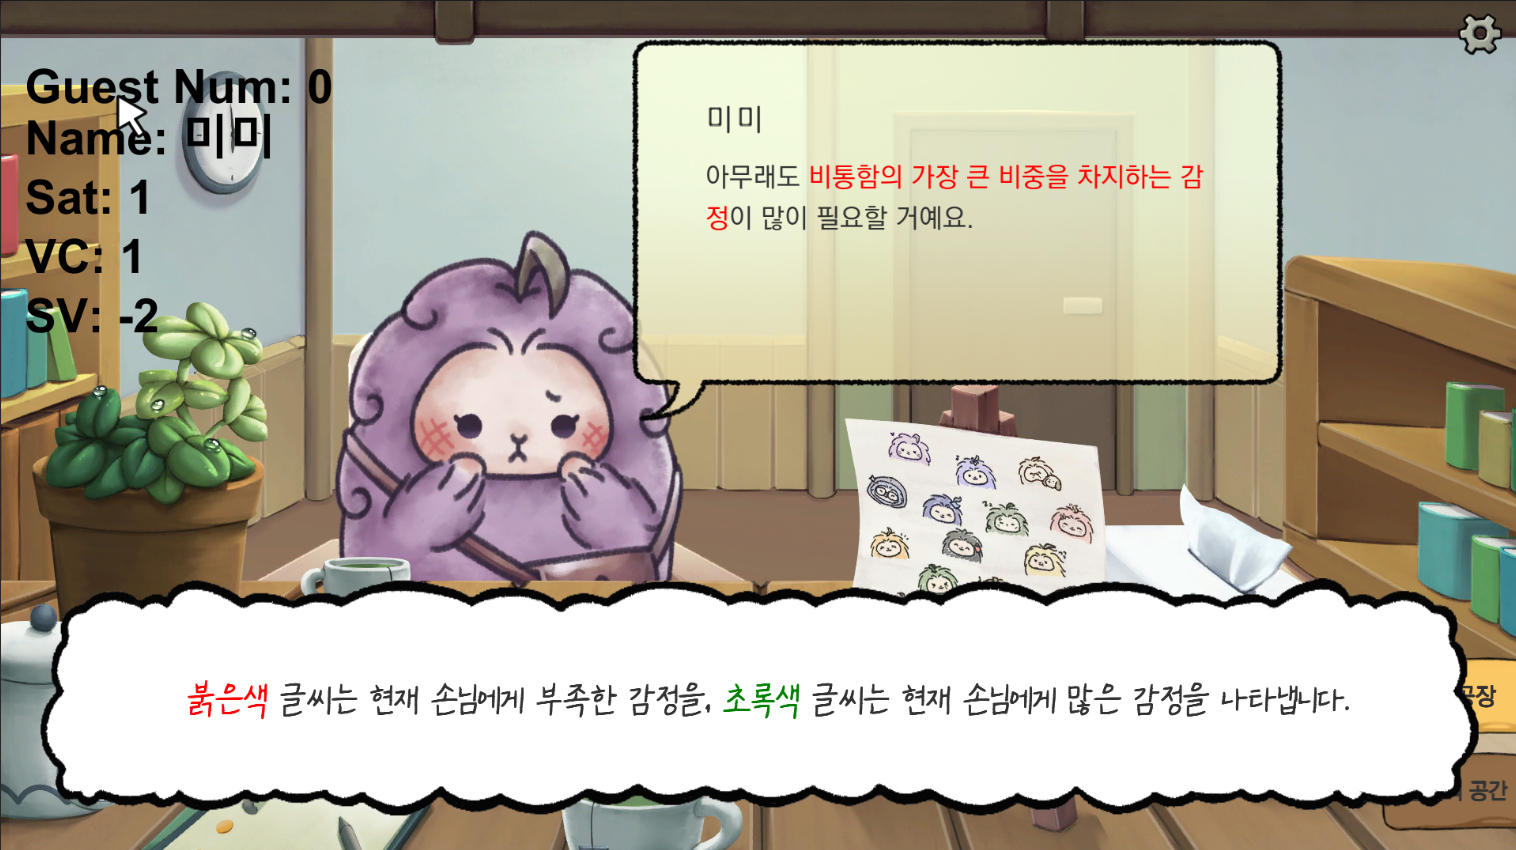 Guest Num: 0
Name: 미미
Sat: 1
VC: 1
SV: -2
미미
아무래도 비통함의 가장 큰 비중을 차지하는 감
정이 많이 필요할 거예요.
붉은색 글씨는 현재 손님에게 부족한 감정을, 초록색 글씨는 현재 손님에게 많은 감정을 나타냅니다.
공장
공간